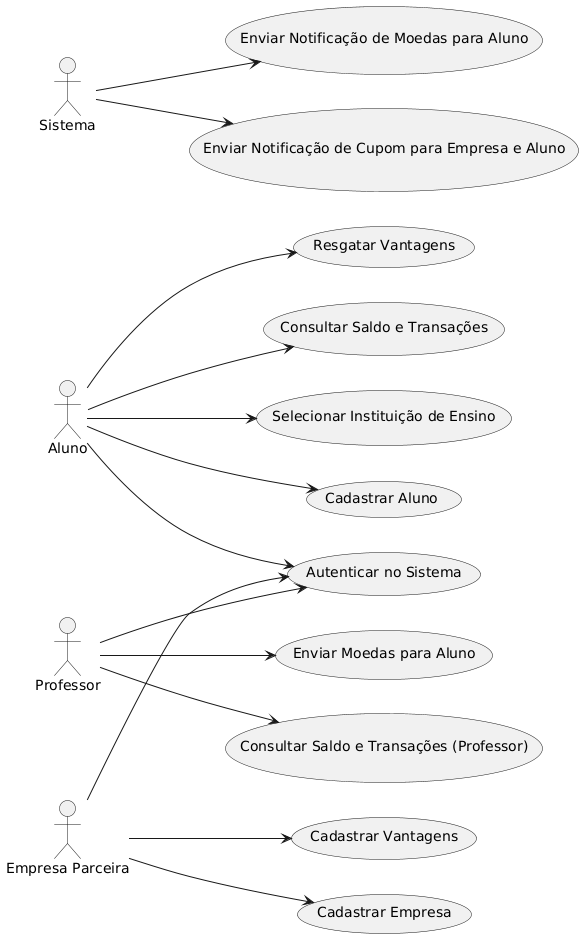 Enviar Notificação de Moedas para Aluno
Sistema
Enviar Notificação de Cupom para Empresa e Aluno
Resgatar Vantagens
Consultar Saldo e Transações
Selecionar Instituição de Ensino
Aluno
Cadastrar Aluno
Autenticar no Sistema
Enviar Moedas para Aluno
Professor
Consultar Saldo e Transações (Professor)
Cadastrar Vantagens
Empresa Parceira
Cadastrar Empresa